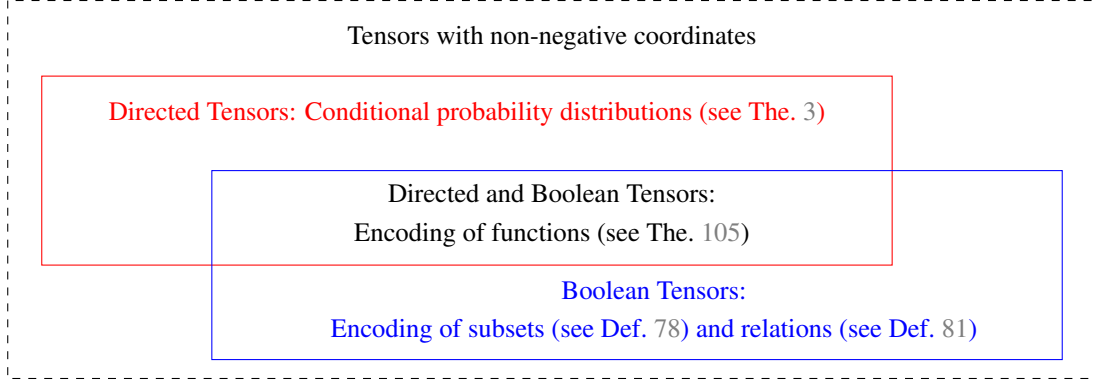 Tensors with non-negative coordinates
Directed Tensors: Conditional probability distributions (see The. 3)
Directed and Boolean Tensors:
Encoding of functions (see The. 105)
Boolean Tensors:
Encoding of subsets (see Def. 78) and relations (see Def. 81)